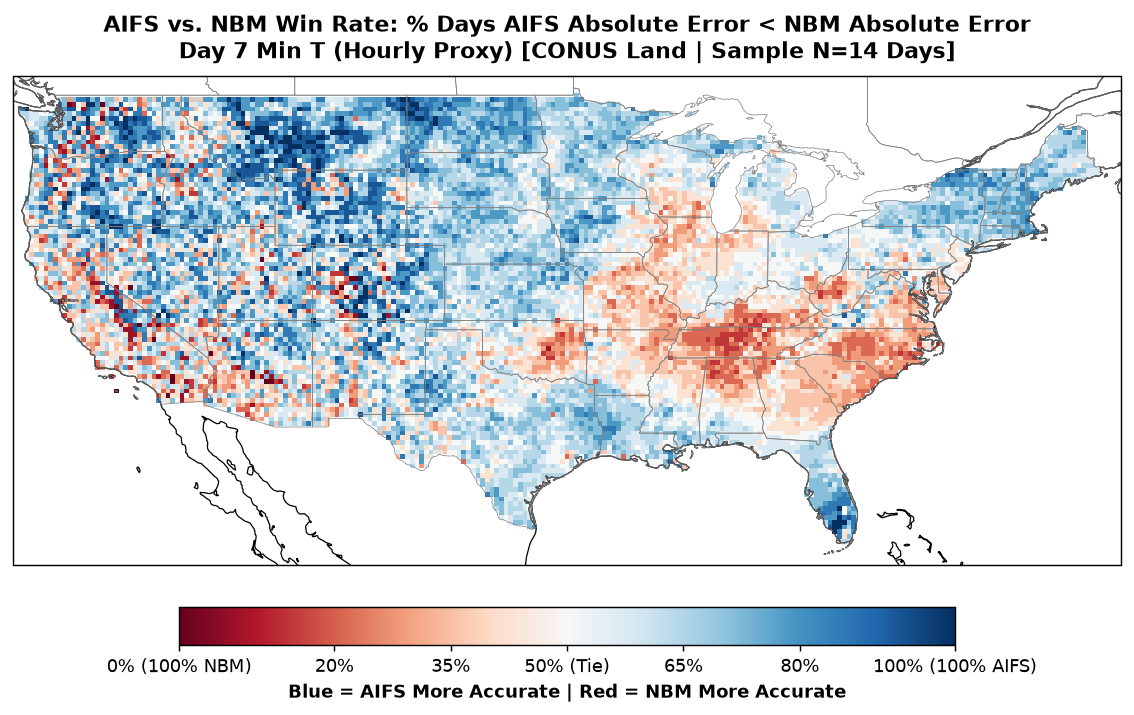 AIFS vs. NBM Win Rate: % Days AIFS Absolute Error < NBM Absolute Error
Day 7 Min T (Hourly Proxy) [CONUS Land | Sample N=14 Days]
0% (100% NBM) 20% 35% 50% (Tie) 65% 80% 100% (100% AIFS)
Blue = AIFS More Accurate | Red = NBM More Accurate